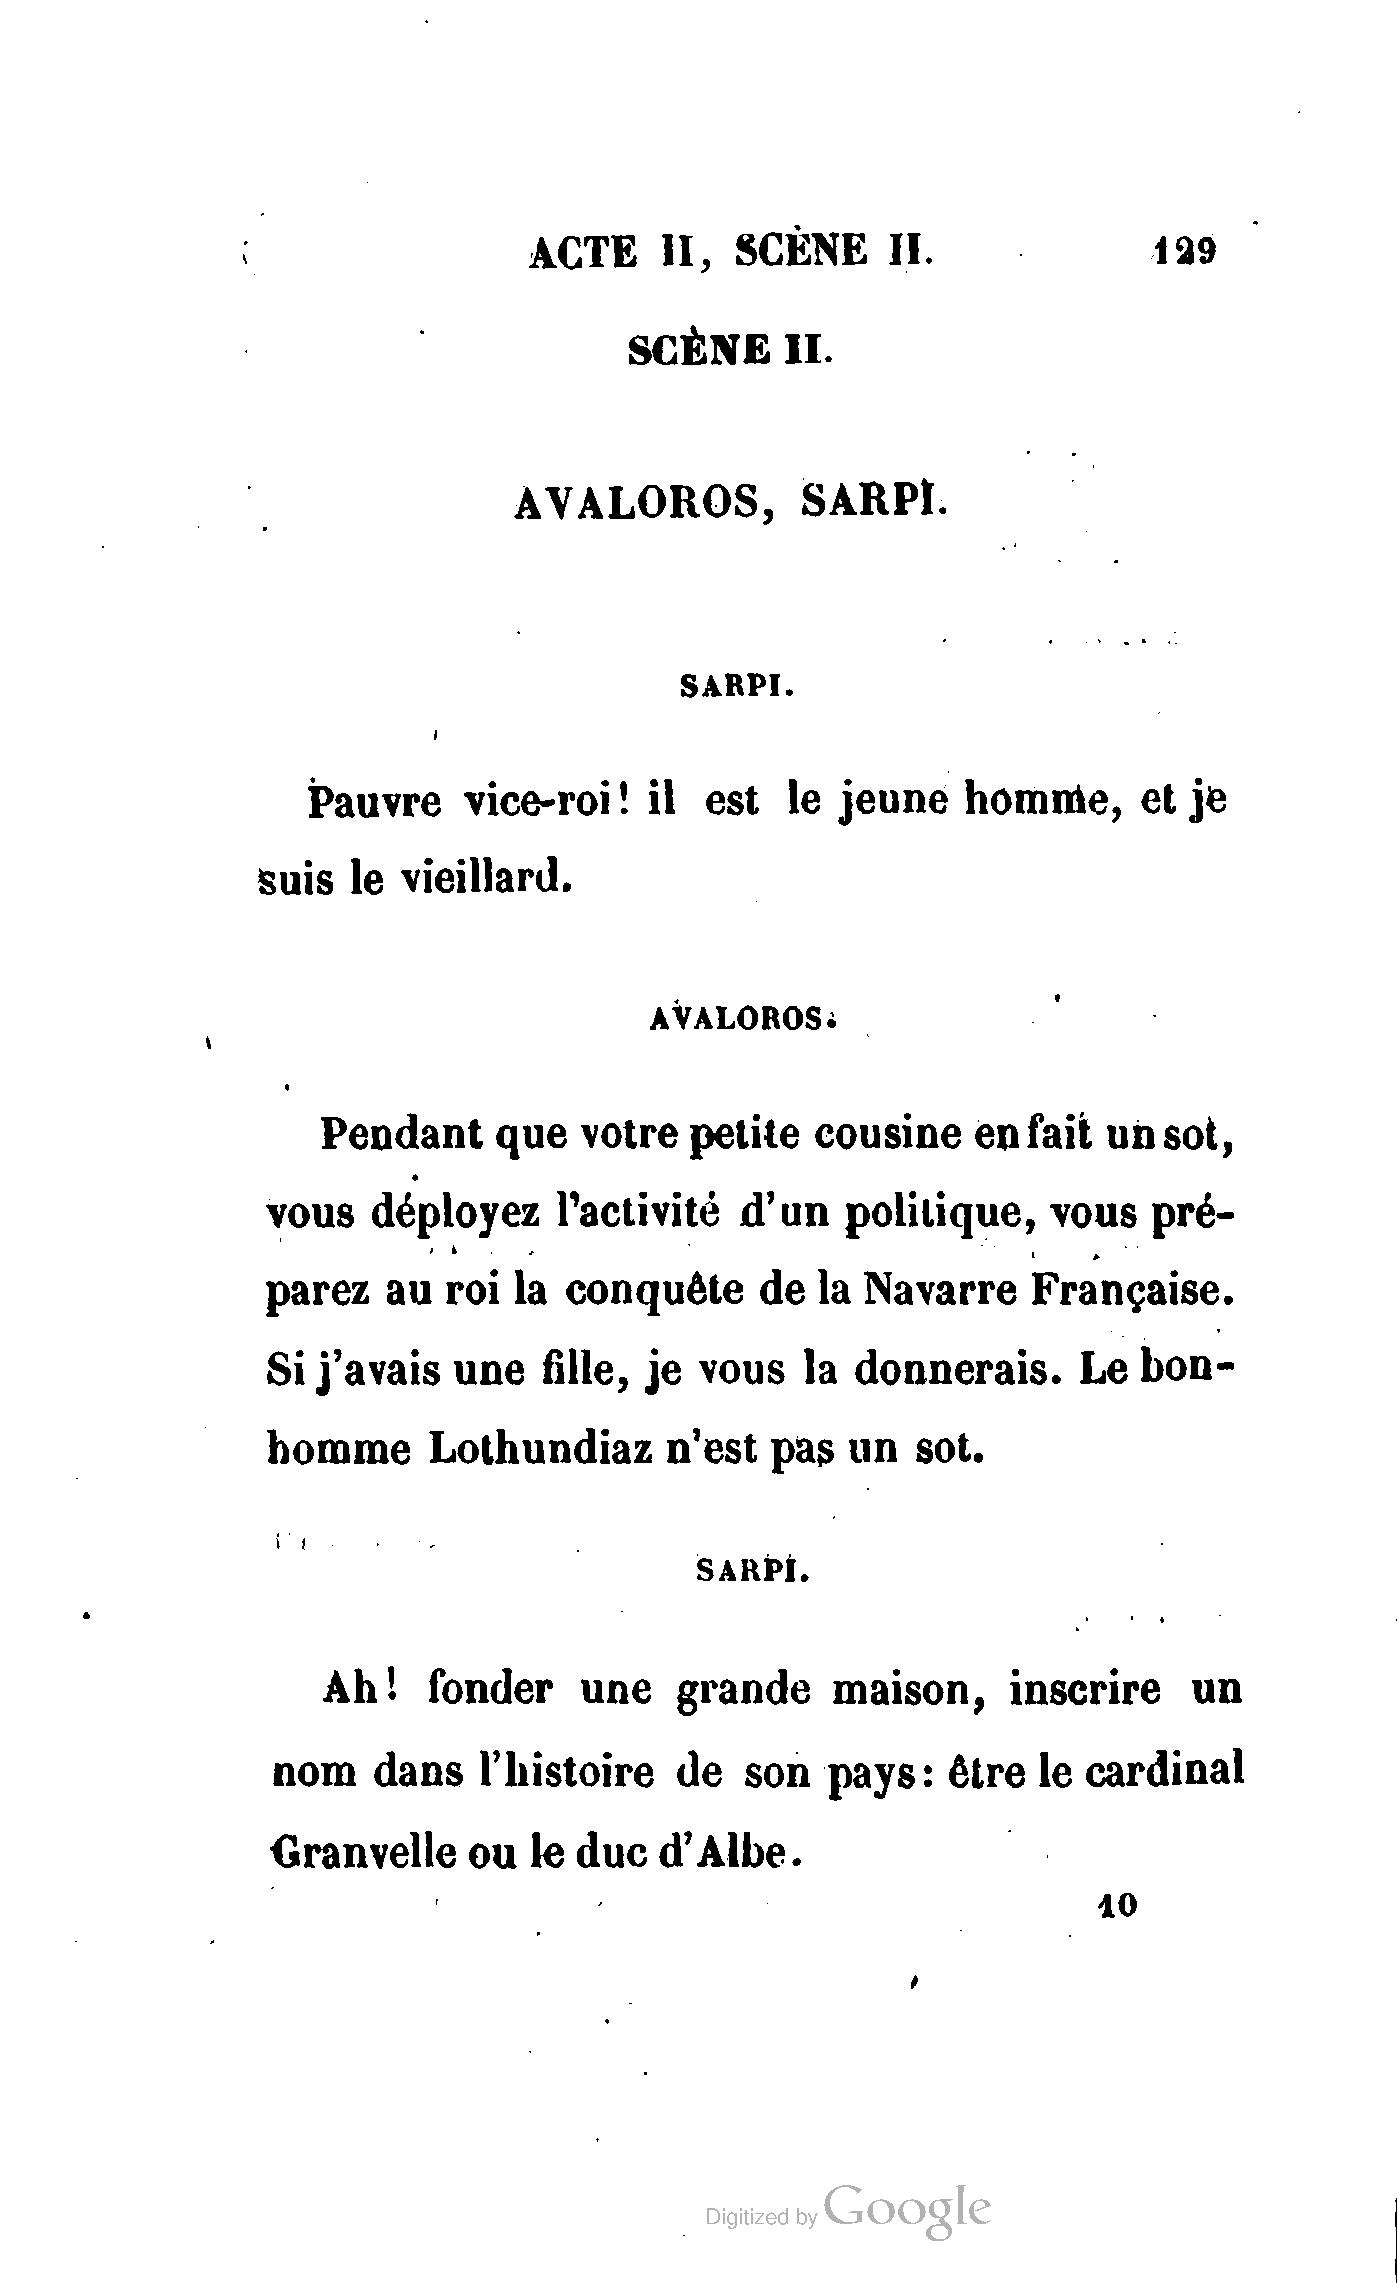 ACTE II, SCÈNE II. 129
SCÈNE II.
AVALOROS, SARPI.
SARPI.
Pauvre vice-roi! il est le jeune homme, et je
suis le vieillard.
AVALOROS.
Pendant que votre petite cousine en fait un sot,
vous déployez l'activité d'un politique, vous pré-
parez au roi la conquête de la Navarre Française.
Si j'avais une fille, je vous la donnerais. Le bon-
homme Lothundiaz n'est pas un sot.
SARPI.
Ah! fonder une grande maison, inscrire un
nom dans l'histoire de son pays: être le cardinal
Granvelle ou le duc d'Albe.
10
Digitized by Google